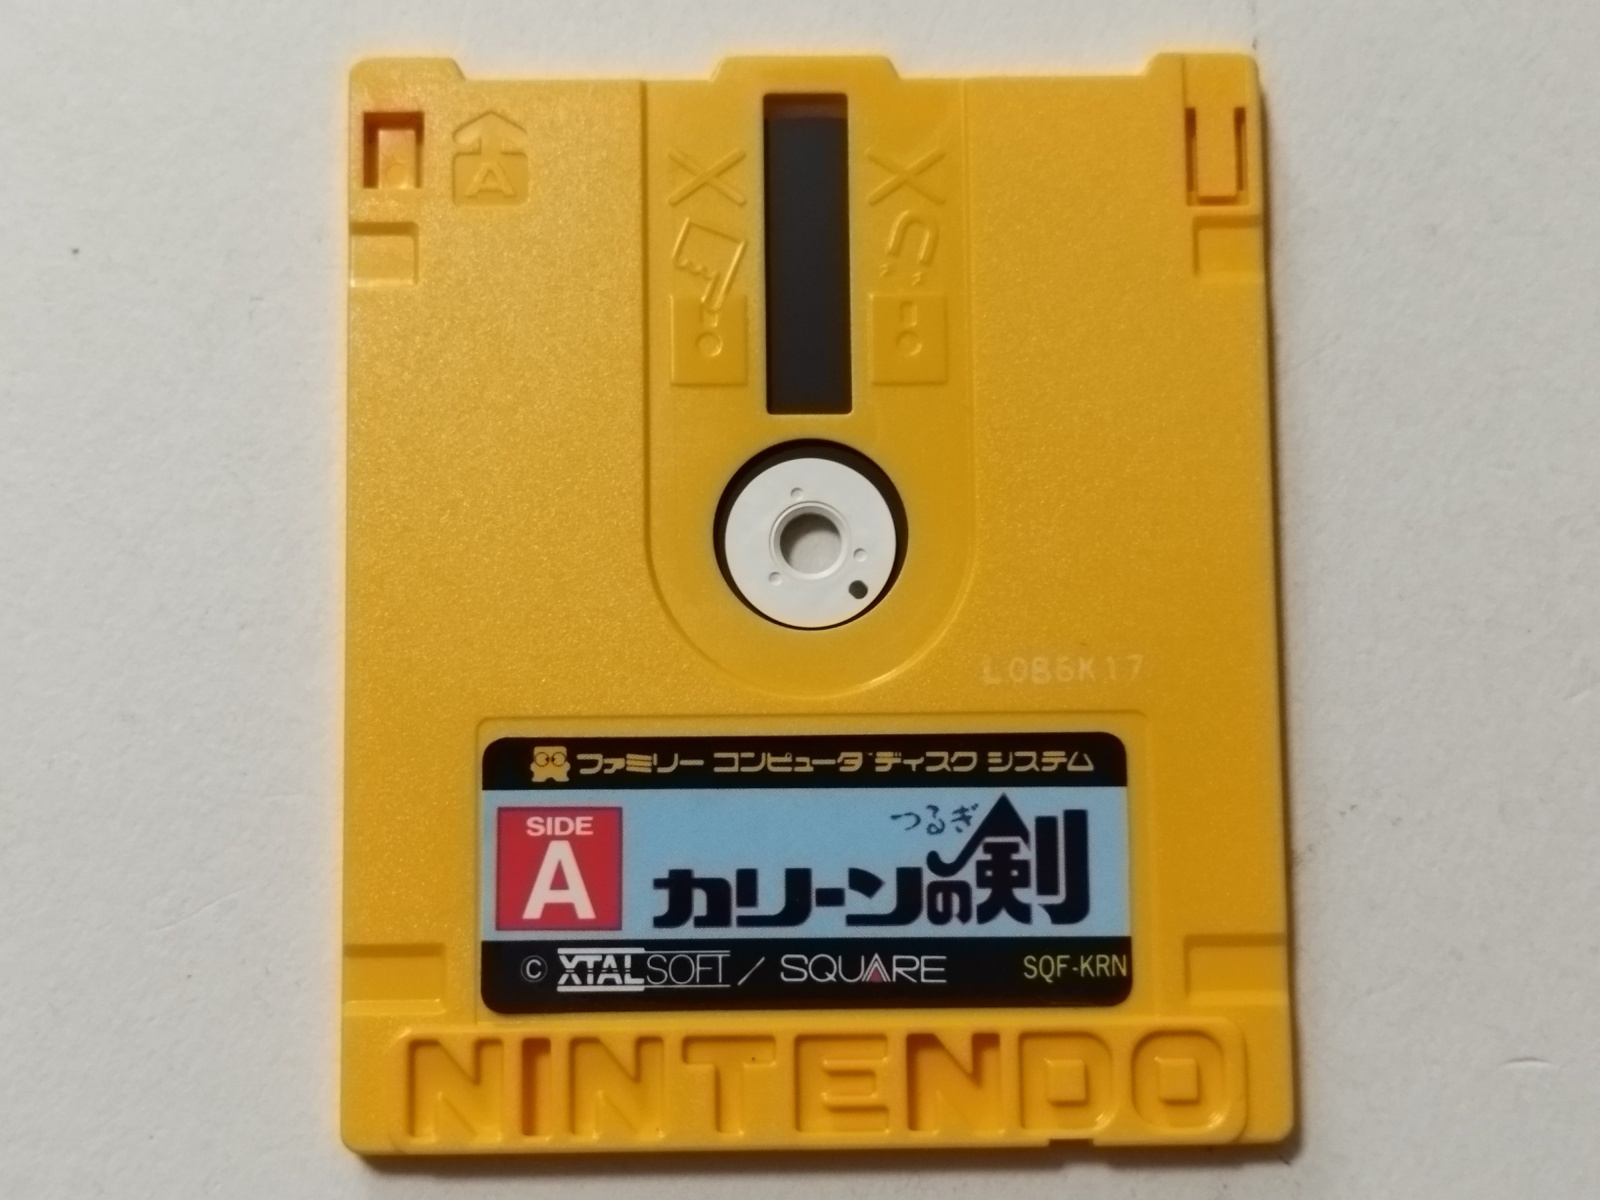 A
L086K17
ファミリー コンピュータ ディスク システム
SIDE
A
つるぎ
カリーンの剣
© XTALSOFT / SQUARE
SQF-KRN
NINTENDO